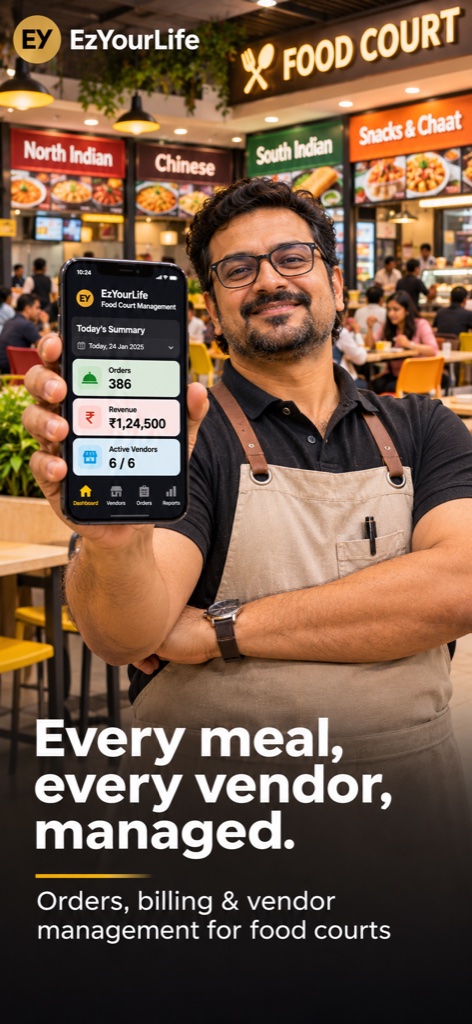 EY EzYourLife
FOOD COURT
North Indian
Chinese
South Indian
Snacks & Chaat
10:24
EY EzYourLife
Food Court Management
Today's Summary
Today, 24 Jan 2025
Orders
386
₹ Revenue
₹1,24,500
Active Vendors
6 / 6
Dashboard Vendors Orders Reports
Every meal,
every vendor,
managed.
Orders, billing & vendor
management for food courts